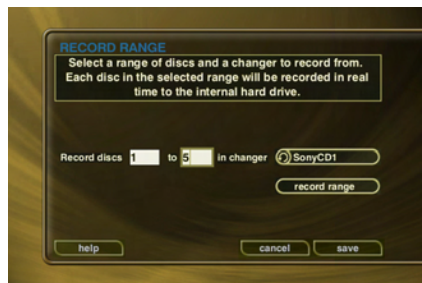 RECORD RANGE
Select a range of discs and a changer to record from.
Each disc in the selected range will be recorded in real
time to the internal hard drive.
Record discs 1 to 5 in changer SonyCD1
record range
help cancel save